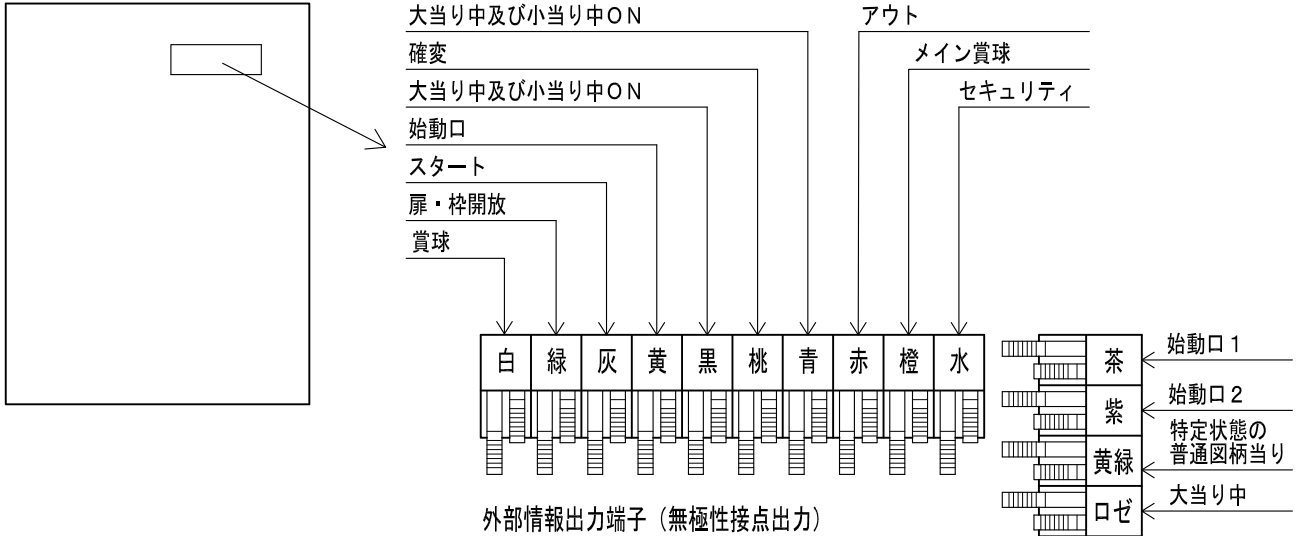 大当り中及び小当り中ON
確変
大当り中及び小当り中ON
始動口
スタート
扉・枠開放
賞球
アウト
メイン賞球
セキュリティ
白 緑 灰 黄 黒 桃 青 赤 橙 水
茶 始動口1
紫 始動口2
黄緑 特定状態の
普通図柄当り
ロゼ 大当り中
外部情報出力端子(無極性接点出力)